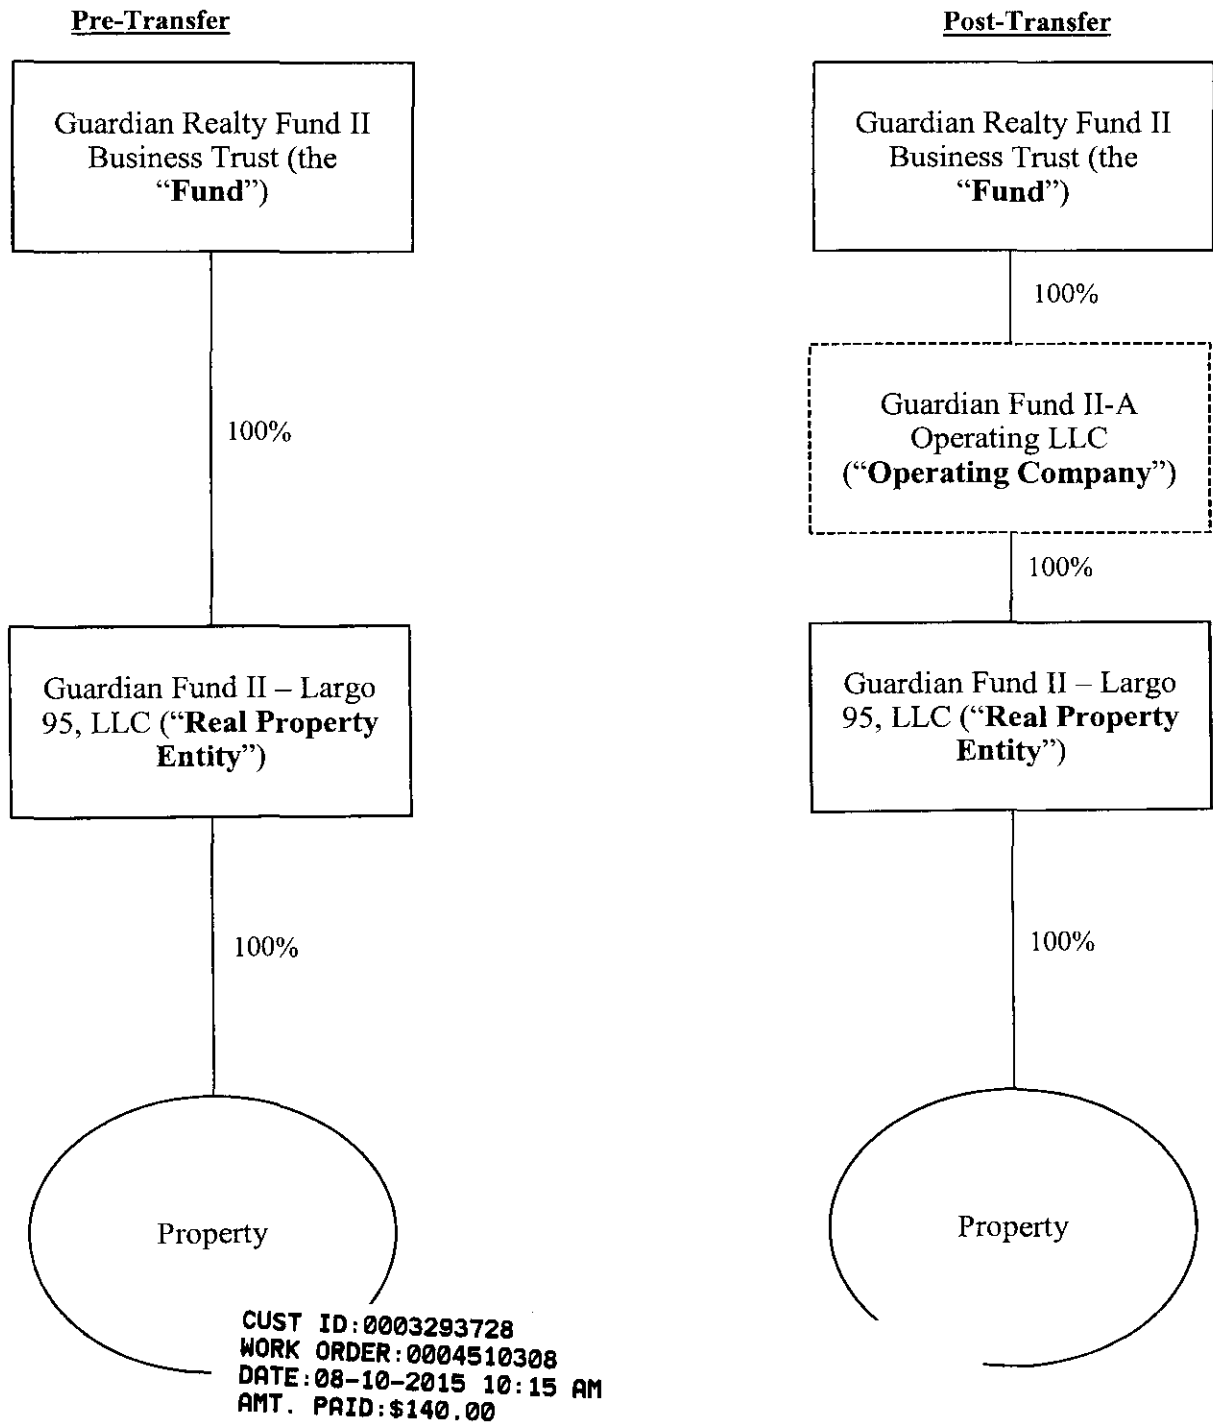 Pre-Transfer
Guardian Realty Fund II
Business Trust (the
“Fund”)
100%
Guardian Fund II – Largo
95, LLC (“Real Property
Entity”)
100%
Property
CUST ID:0003293728
WORK ORDER:0004510308
DATE:08-10-2015 10:15 AM
AMT. PAID:$140.00
Post-Transfer
Guardian Realty Fund II
Business Trust (the
“Fund”)
100%
Guardian Fund II-A
Operating LLC
(“Operating Company”)
100%
Guardian Fund II – Largo
95, LLC (“Real Property
Entity”)
100%
Property